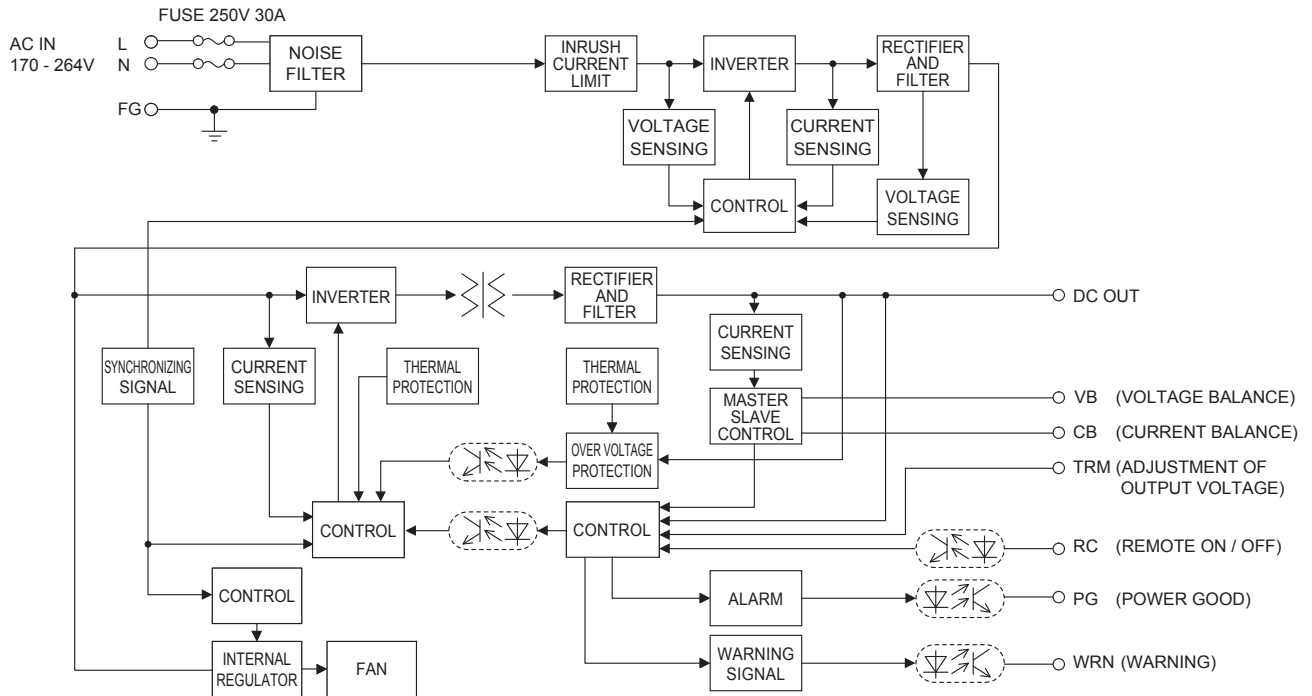 FUSE 250V 30A
AC IN
170 - 264V
L
N
FG
NOISE
FILTER
INRUSH
CURRENT
LIMIT
INVERTER
RECTIFIER
AND
FILTER
VOLTAGE
SENSING
CURRENT
SENSING
CONTROL
VOLTAGE
SENSING
INVERTER
RECTIFIER
AND
FILTER
DC OUT
CURRENT
SENSING
SYNCHRONIZING
SIGNAL
CURRENT
SENSING
THERMAL
PROTECTION
THERMAL
PROTECTION
MASTER
SLAVE
CONTROL
VB (VOLTAGE BALANCE)
CB (CURRENT BALANCE)
OVER VOLTAGE
PROTECTION
TRM (ADJUSTMENT OF
OUTPUT VOLTAGE)
CONTROL
CONTROL
RC (REMOTE ON / OFF)
CONTROL
ALARM
PG (POWER GOOD)
INTERNAL
REGULATOR
FAN
WARNING
SIGNAL
WRN (WARNING)